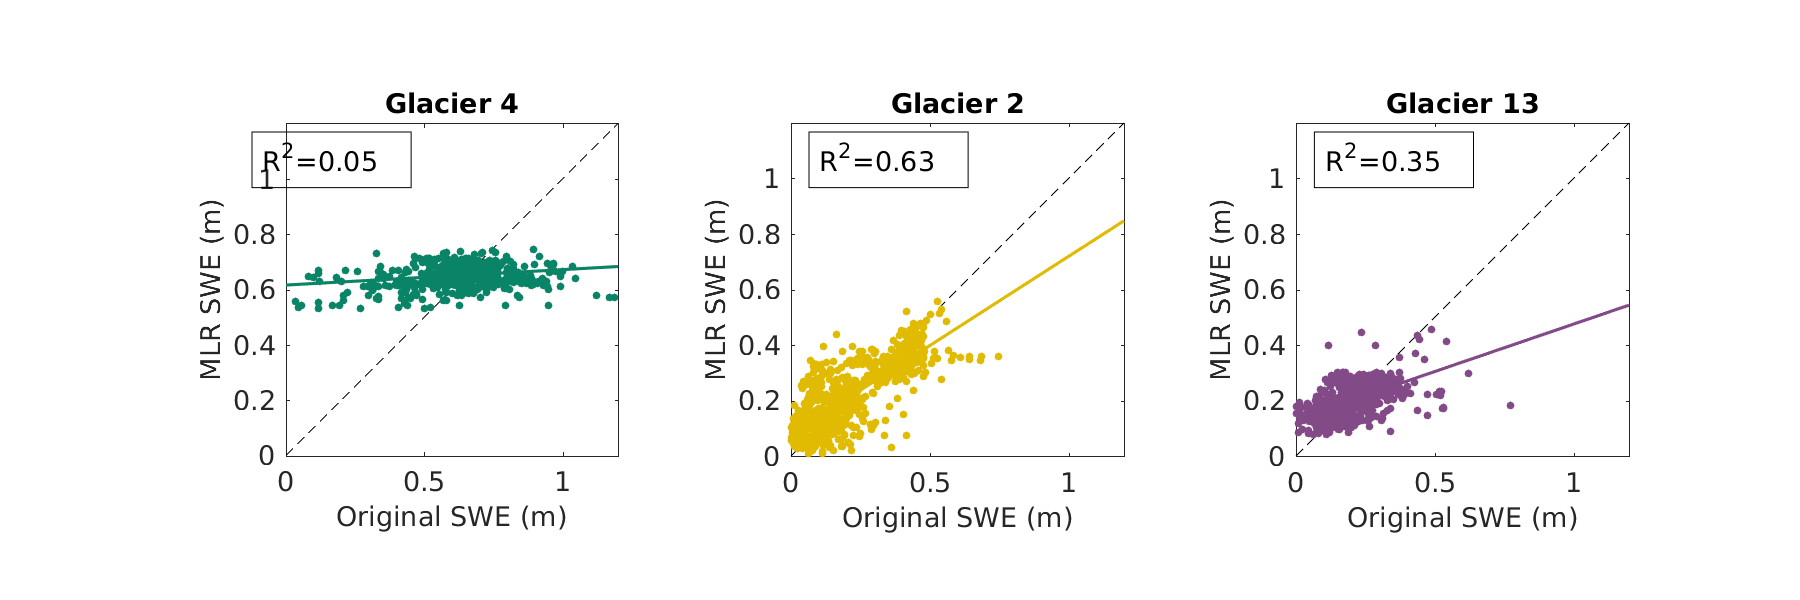 Glacier 4
R²=0.05
MLR SWE (m)
1
0.8
0.6
0.4
0.2
0
0 0.5 1
Original SWE (m)
Glacier 2
R²=0.63
MLR SWE (m)
1
0.8
0.6
0.4
0.2
0
0 0.5 1
Original SWE (m)
Glacier 13
R²=0.35
MLR SWE (m)
1
0.8
0.6
0.4
0.2
0
0 0.5 1
Original SWE (m)